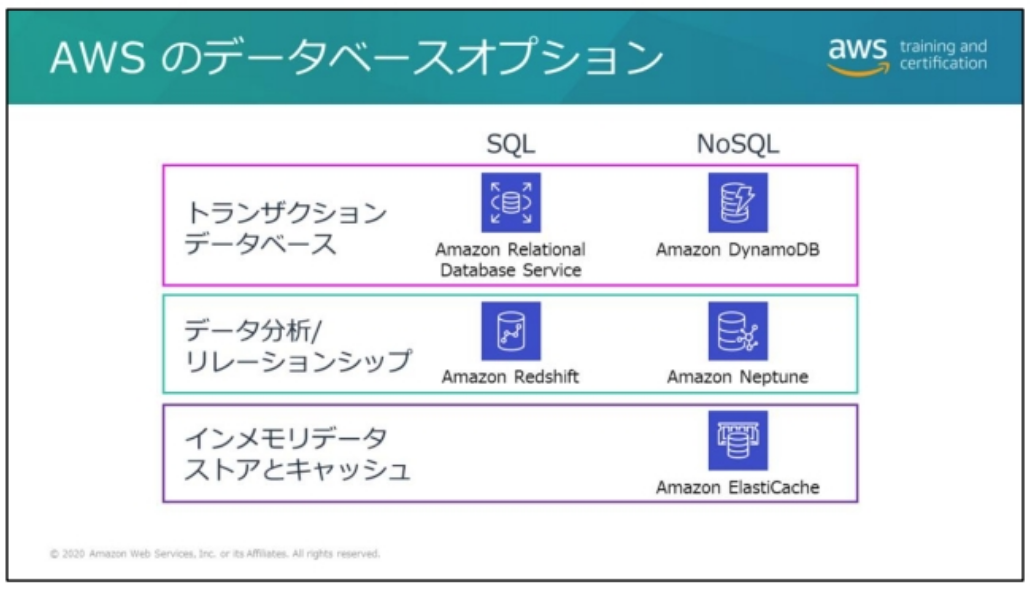 AWS のデータベースオプション
aws training and
certification
SQL NoSQL
トランザクション
データベース
Amazon Relational
Database Service
Amazon DynamoDB
データ分析/
リレーションシップ
Amazon Redshift
Amazon Neptune
インメモリデータ
ストアとキャッシュ
Amazon ElastiCache
© 2020 Amazon Web Services, Inc. or its Affiliates. All rights reserved.